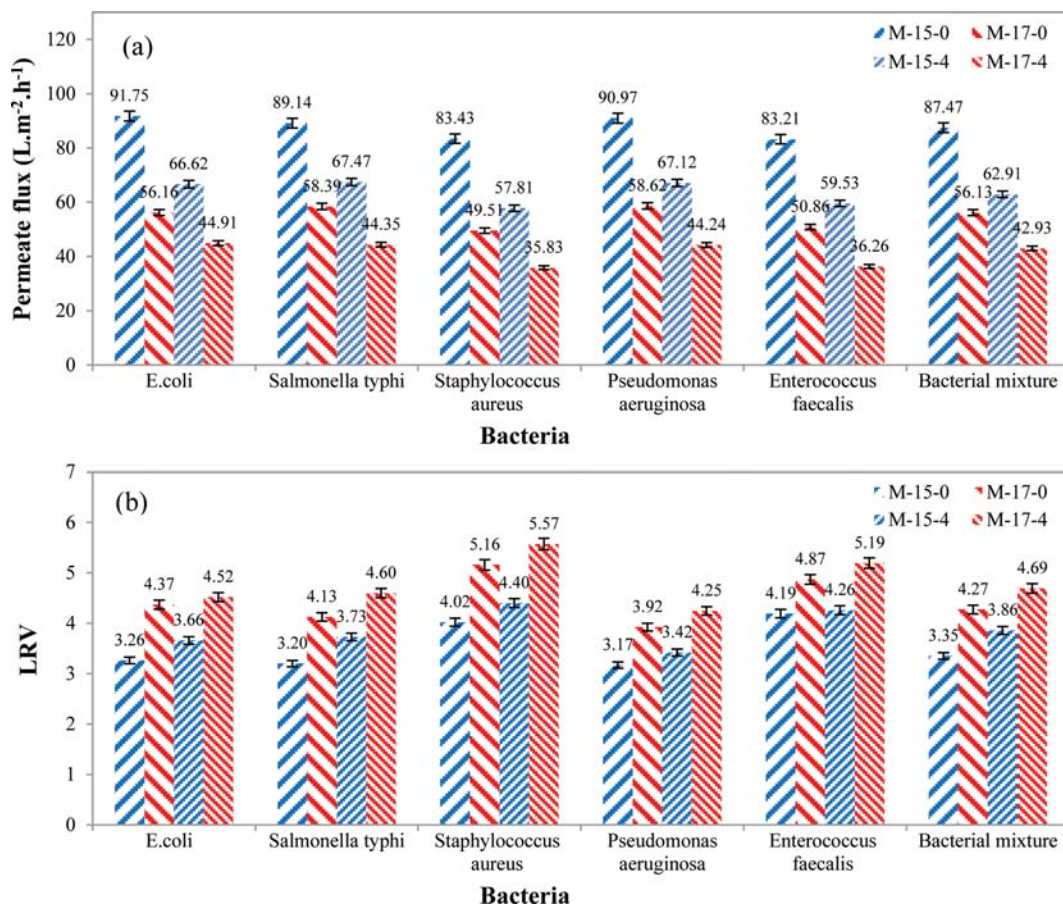 (a)
M-15-0 M-17-0
M-15-4 M-17-4
Permeate flux (L.m-2.h-1)
120
100
80
60
40
20
0
91.75 56.16 66.62 44.91
89.14 58.39 67.47 44.35
83.43 49.51 57.81 35.83
90.97 58.62 67.12 44.24
83.21 50.86 59.53 36.26
87.47 56.13 62.91 42.93
E.coli Salmonella typhi Staphylococcus Pseudomonas Enterococcus Bacterial mixture
aureus aeruginosa faecalis
Bacteria
(b)
M-15-0 M-17-0
M-15-4 M-17-4
LRV
7
6
5
4
3
2
1
0
3.26 4.37 3.66 4.52
3.20 4.13 3.73 4.60
4.02 5.16 4.40 5.57
3.17 3.92 3.42 4.25
4.19 4.87 4.26 5.19
3.35 4.27 3.86 4.69
E.coli Salmonella typhi Staphylococcus Pseudomonas Enterococcus Bacterial mixture
aureus aeruginosa faecalis
Bacteria